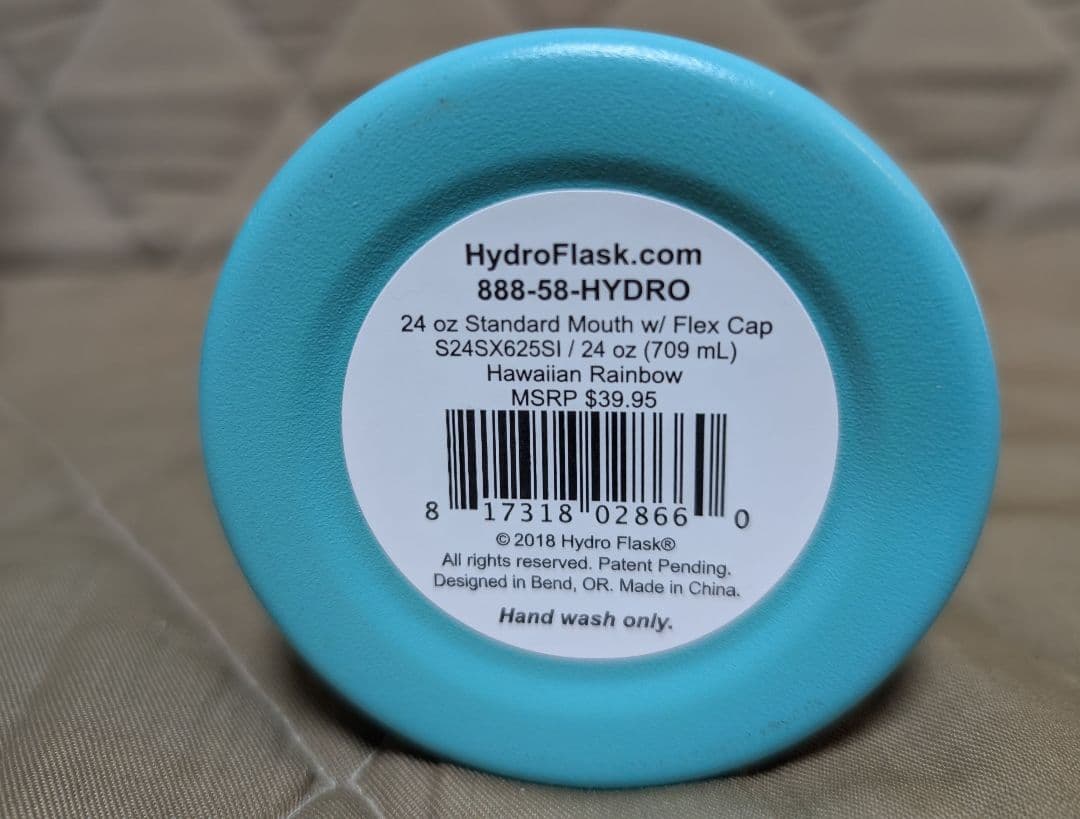 HydroFlask.com
888-58-HYDRO
24 oz Standard Mouth w/ Flex Cap
S24SX625SI / 24 oz (709 mL)
Hawaiian Rainbow
MSRP $39.95
8 17318 02866 0
© 2018 Hydro Flask®
All rights reserved. Patent Pending.
Designed in Bend, OR. Made in China.
Hand wash only.